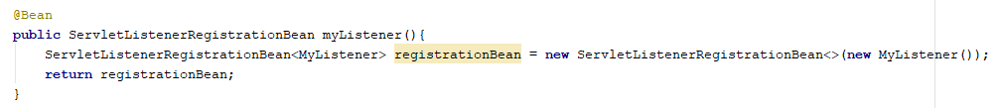 @Bean
public ServletListenerRegistrationBean myListener(){
    ServletListenerRegistrationBean<MyListener> registrationBean = new ServletListenerRegistrationBean<>(new MyListener());
    return registrationBean;
}